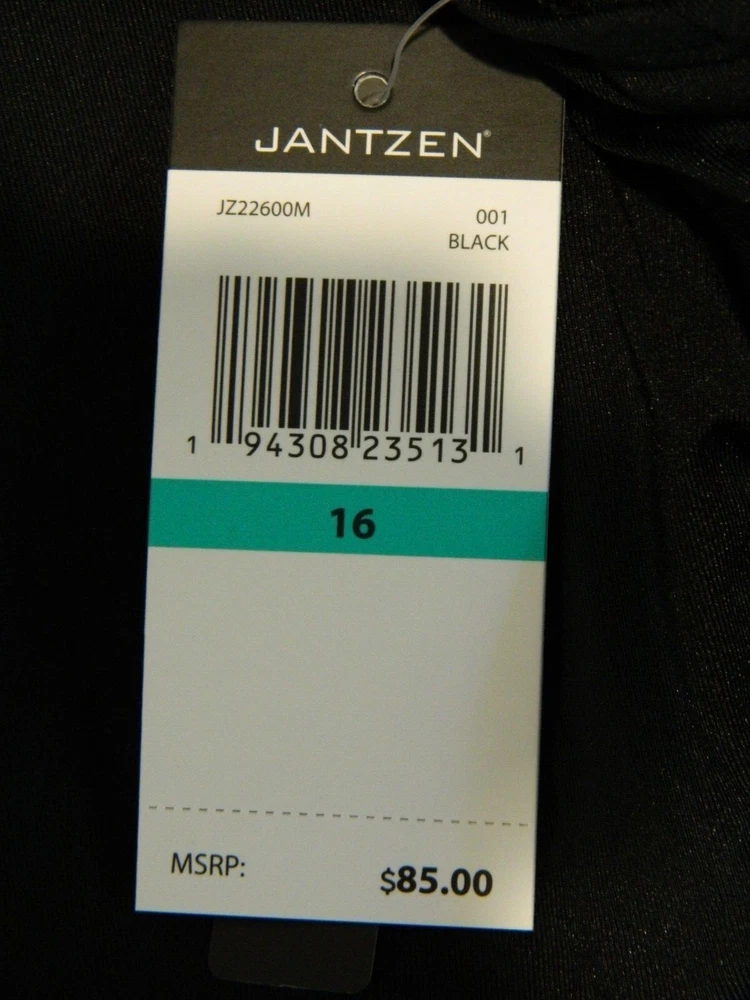 JANTZEN®
JZ22600M
001
BLACK
1 94308 23513 1
16
MSRP: $85.00